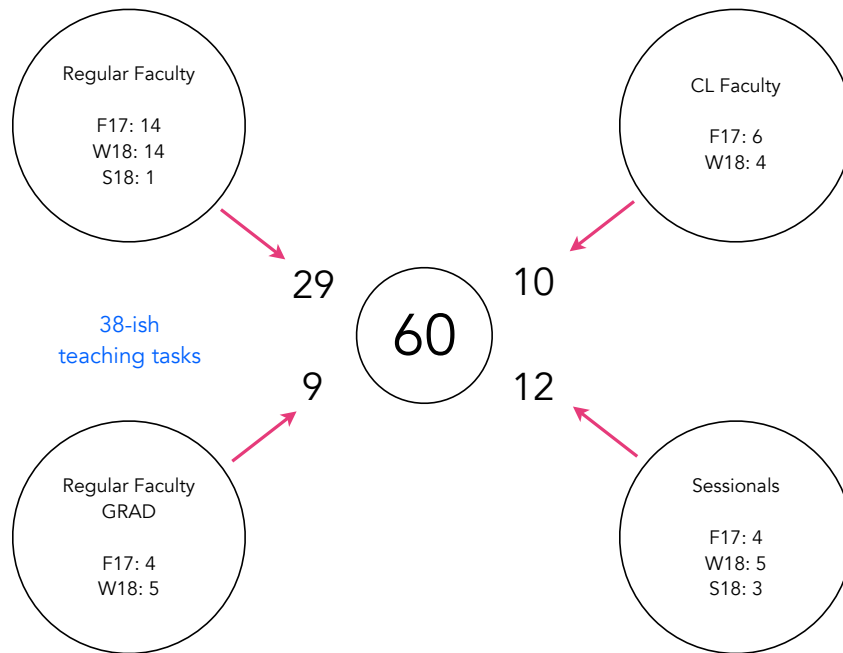 Regular Faculty
F17: 14
W18: 14
S18: 1
CL Faculty
F17: 6
W18: 4
29
10
60
38-ish
teaching tasks
9
12
Regular Faculty
GRAD
F17: 4
W18: 5
Sessionals
F17: 4
W18: 5
S18: 3